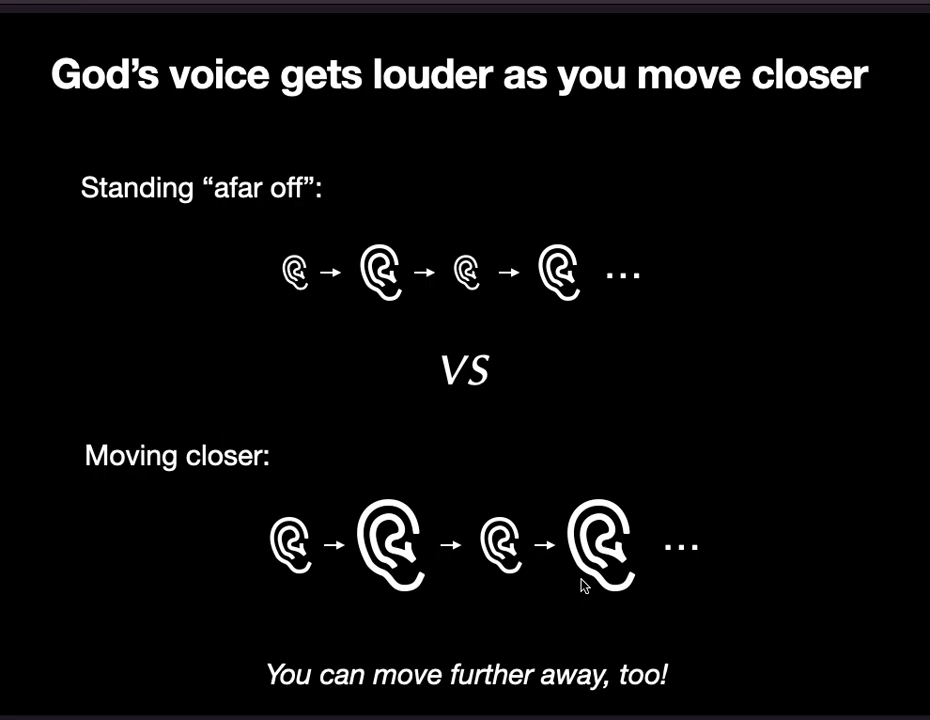 God’s voice gets louder as you move closer
Standing “afar off”:
...
VS
Moving closer:
...
You can move further away, too!